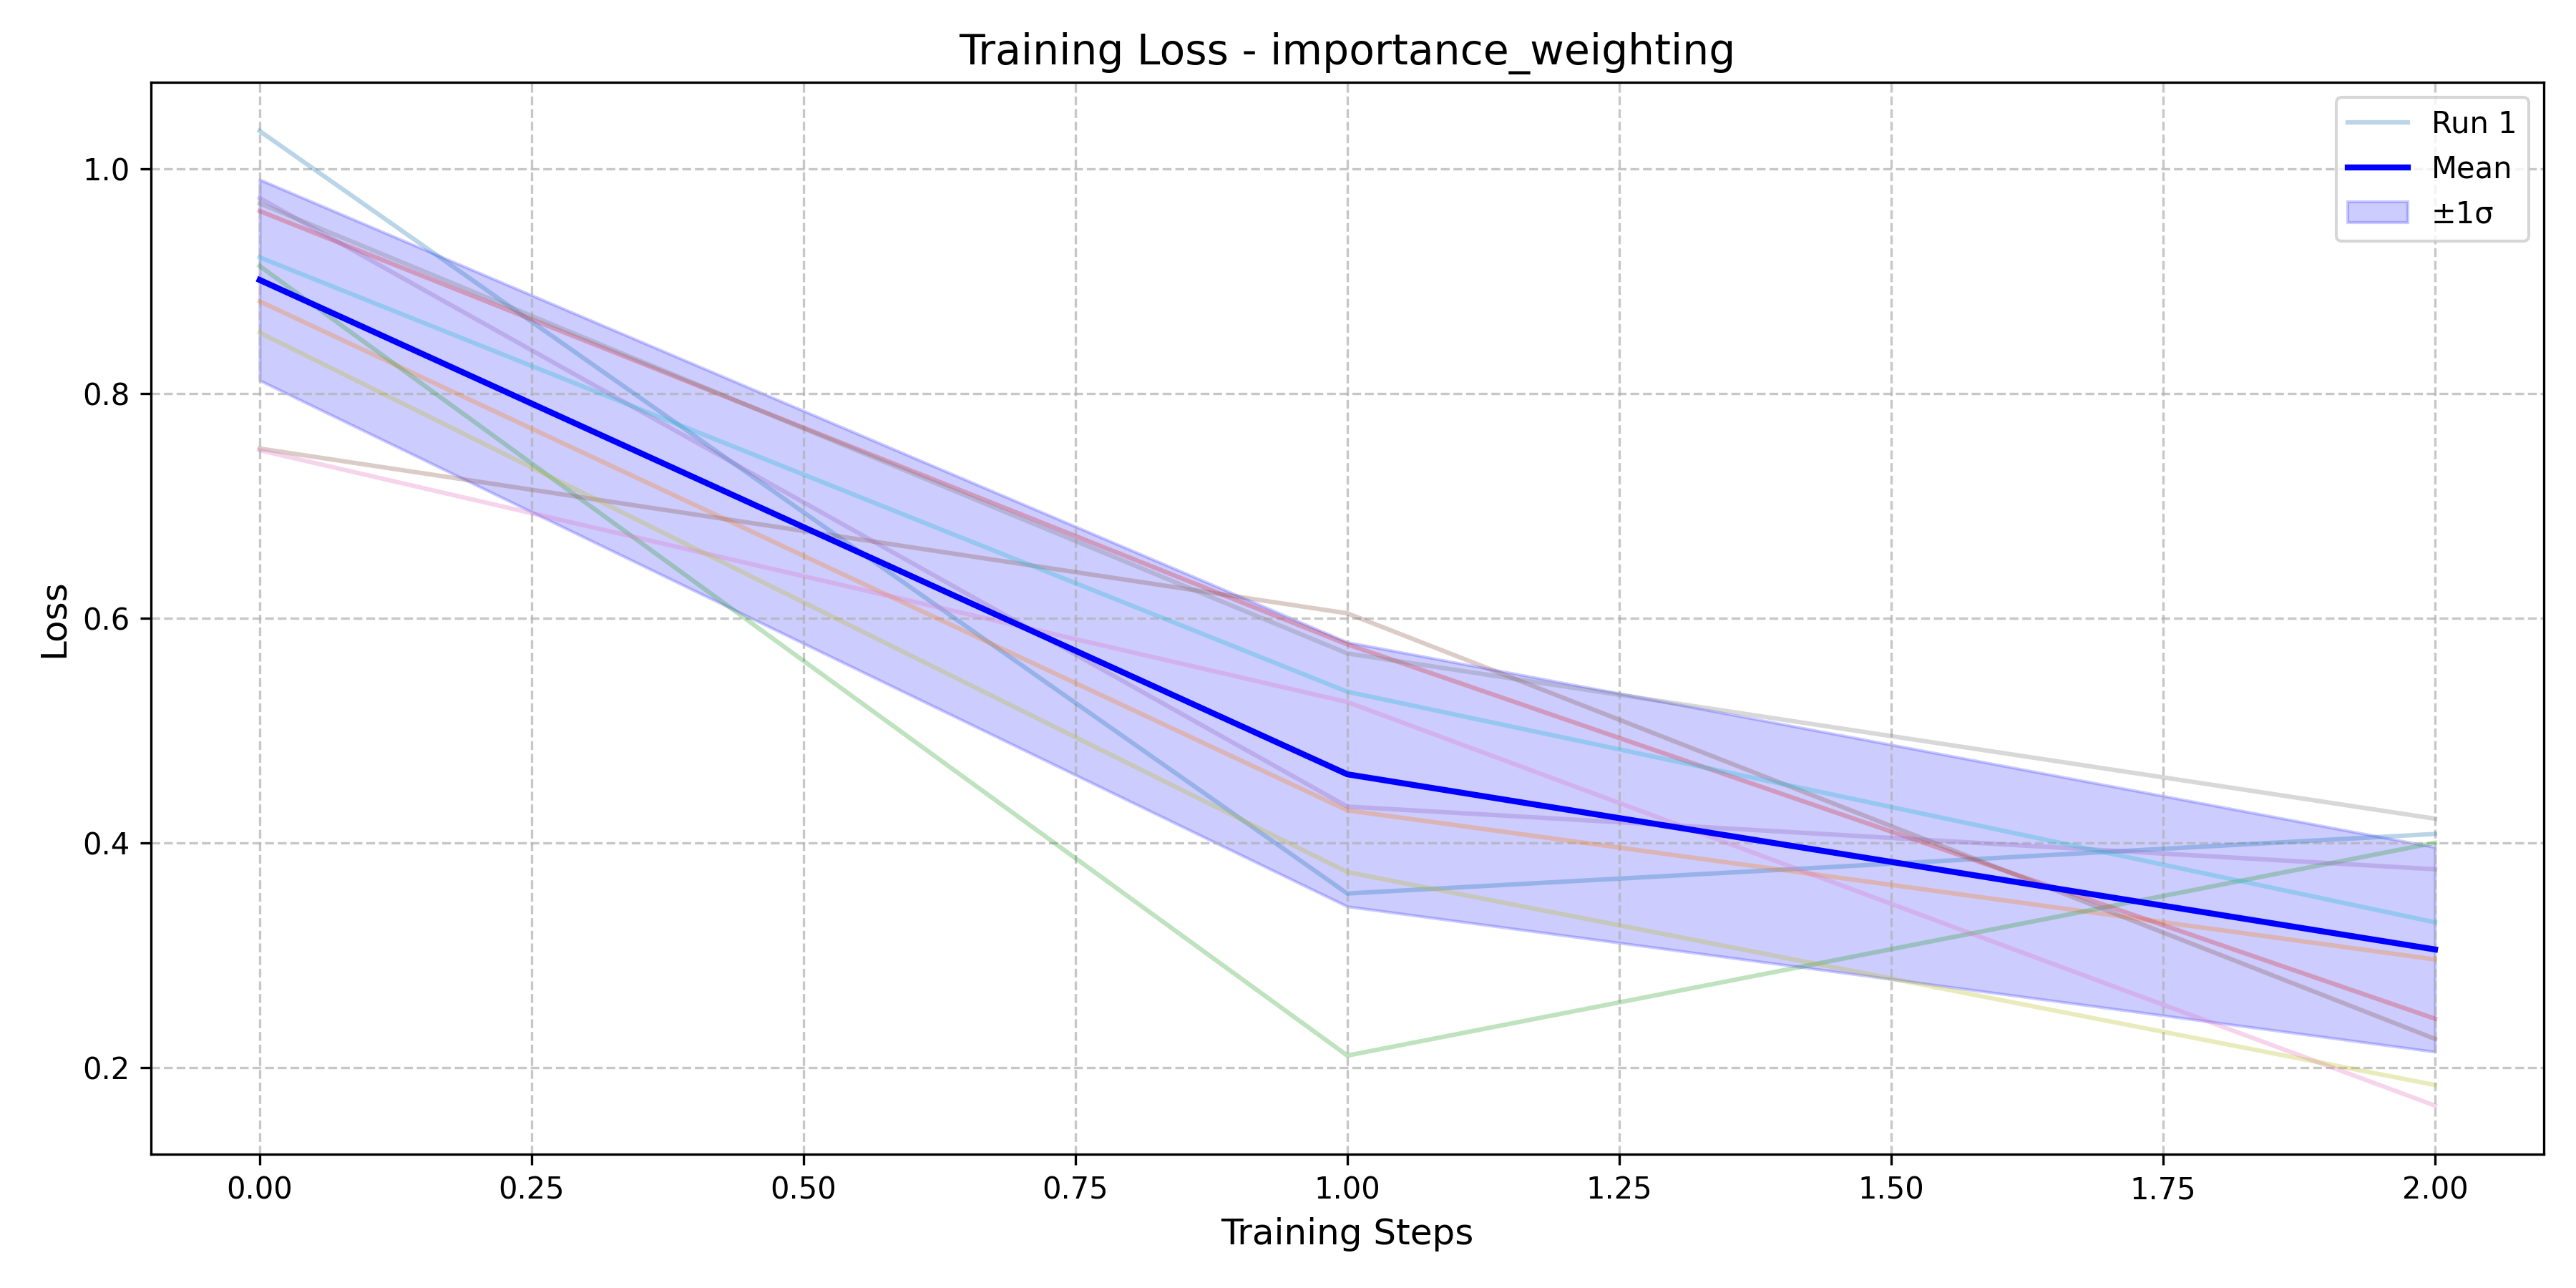 Training Loss - importance_weighting
Run 1
Mean
±1σ
Loss
1.0
0.8
0.6
0.4
0.2
0.00 0.25 0.50 0.75 1.00 1.25 1.50 1.75 2.00
Training Steps